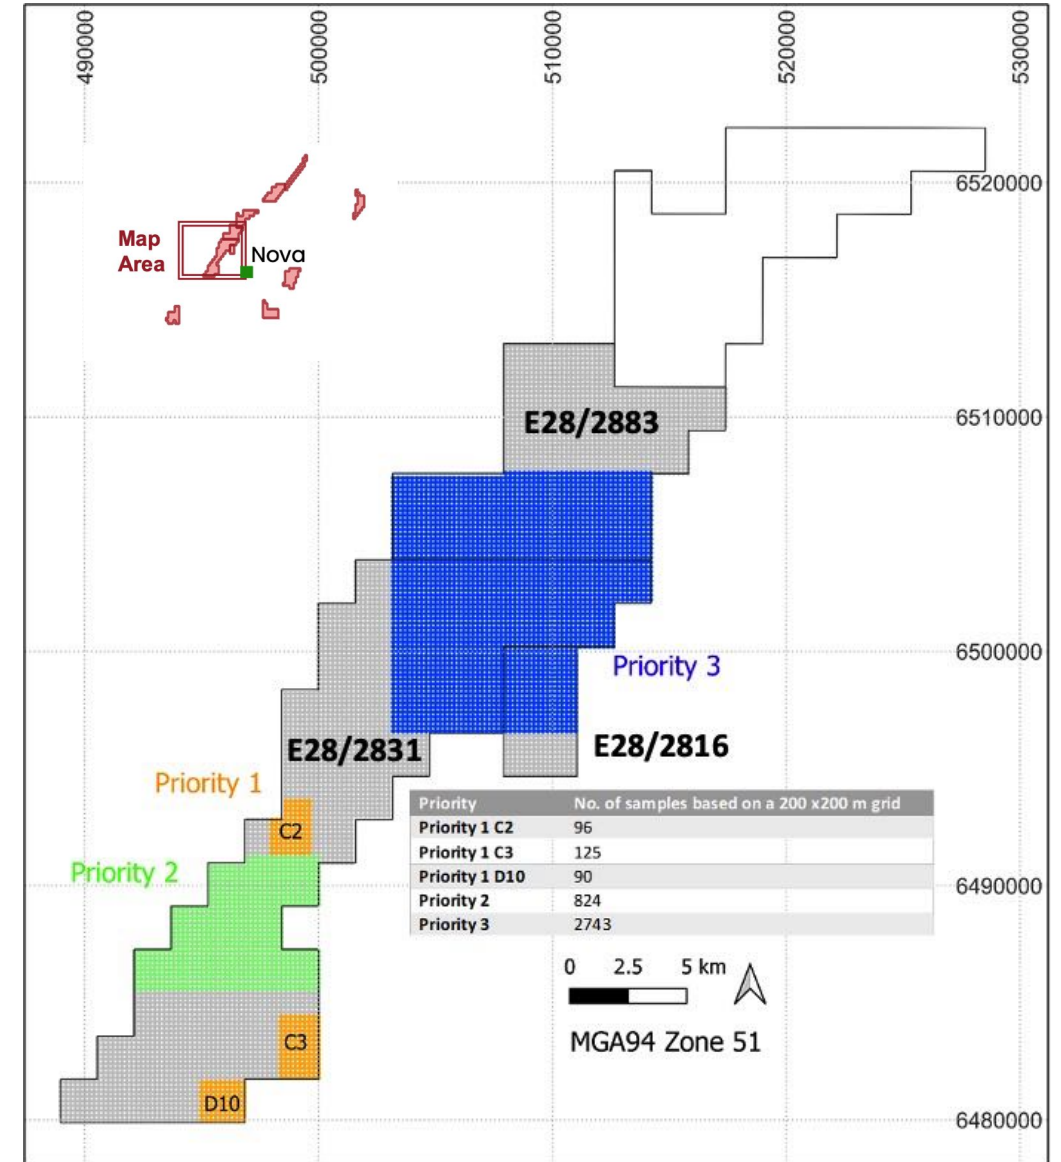 490000
500000
510000
520000
530000
6520000
Map
Area
Nova
E28/2883
6510000
6500000
Priority 3
E28/2831
E28/2816
Priority 1
C2
Priority No. of samples based on a 200 x200 m grid
Priority 1 C2 96
Priority 1 C3 125
Priority 1 D10 90
Priority 2 824
Priority 3 2743
Priority 2
6490000
0 2.5 5 km
MGA94 Zone 51
C3
D10
6480000